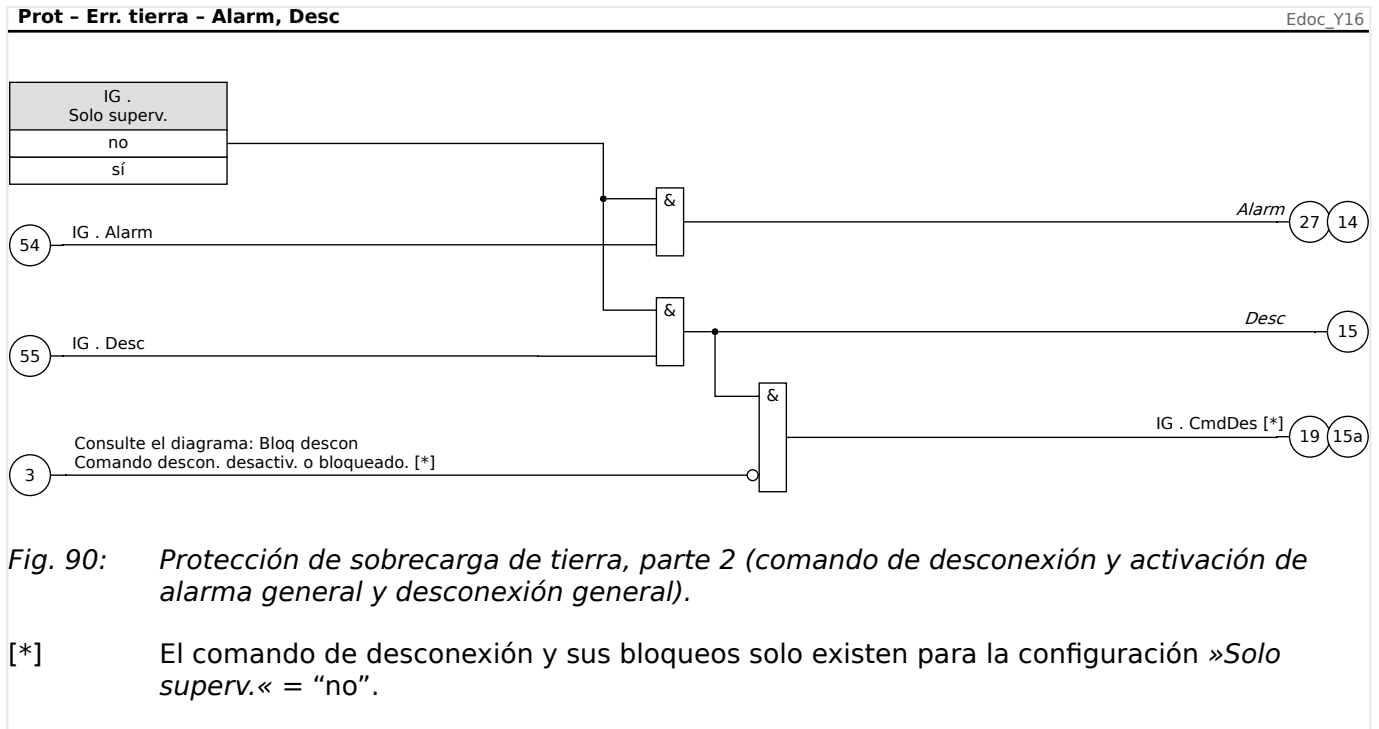 Prot – Err. tierra – Alarm, Desc
Edoc_Y16
IG .
Solo superv.
no
sí
&
Alarm
27
14
54
IG . Alarm
&
Desc
15
55
IG . Desc
&
IG . CmdDes [*]
19
15a
3
Consulte el diagrama: Bloq descon
Comando descon. desactiv. o bloqueado. [*]
Fig. 90: Protección de sobrecarga de tierra, parte 2 (comando de desconexión y activación de
alarma general y desconexión general).
[*] El comando de desconexión y sus bloqueos solo existen para la configuración »Solo
superv.« = “no”.